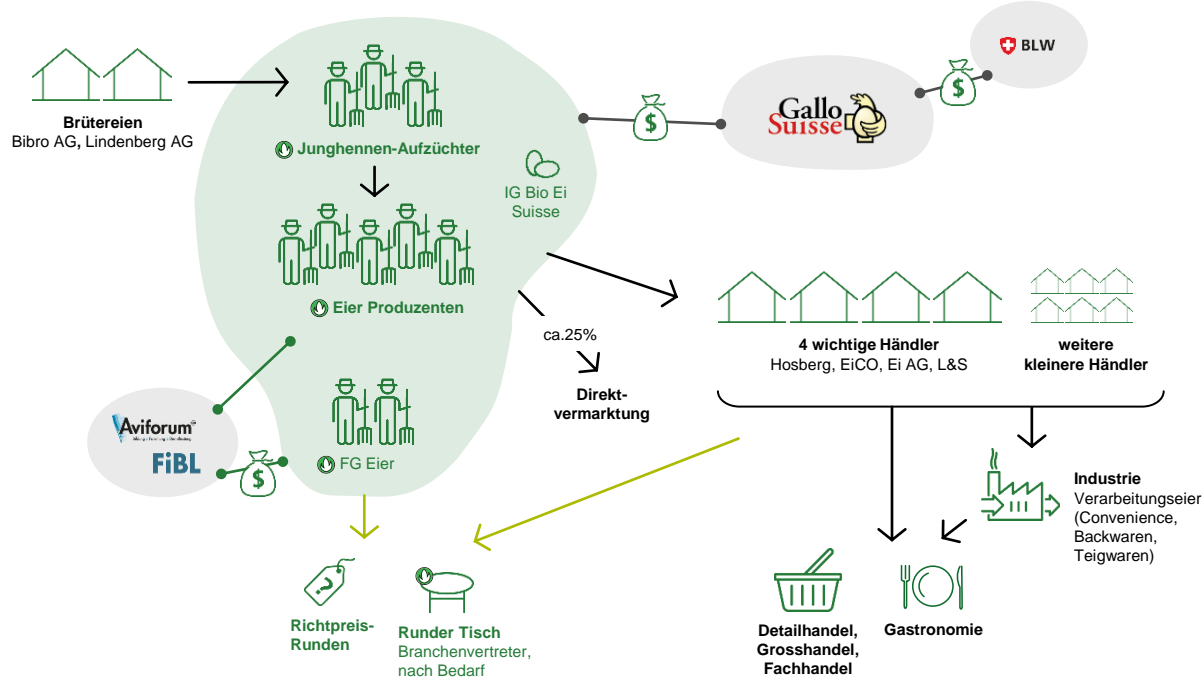 BLW
Gallo
Suisse
Brütereien
Bibro AG, Lindenberg AG
Junghennen-Aufzüchter
IG Bio Ei
Suisse
Eier Produzenten
ca.25%
Direkt-
vermarktung
4 wichtige Händler
Hosberg, EiCO, Ei AG, L&S
weitere
kleinere Händler
Aviforum
FiBL
$
$
$
FG Eier
Industrie
Verarbeitungseier
(Convenience,
Backwaren,
Teigwaren)
?
Richtpreis-
Runden
Runder Tisch
Branchenvertreter,
nach Bedarf
Detailhandel,
Grosshandel,
Fachhandel
Gastronomie